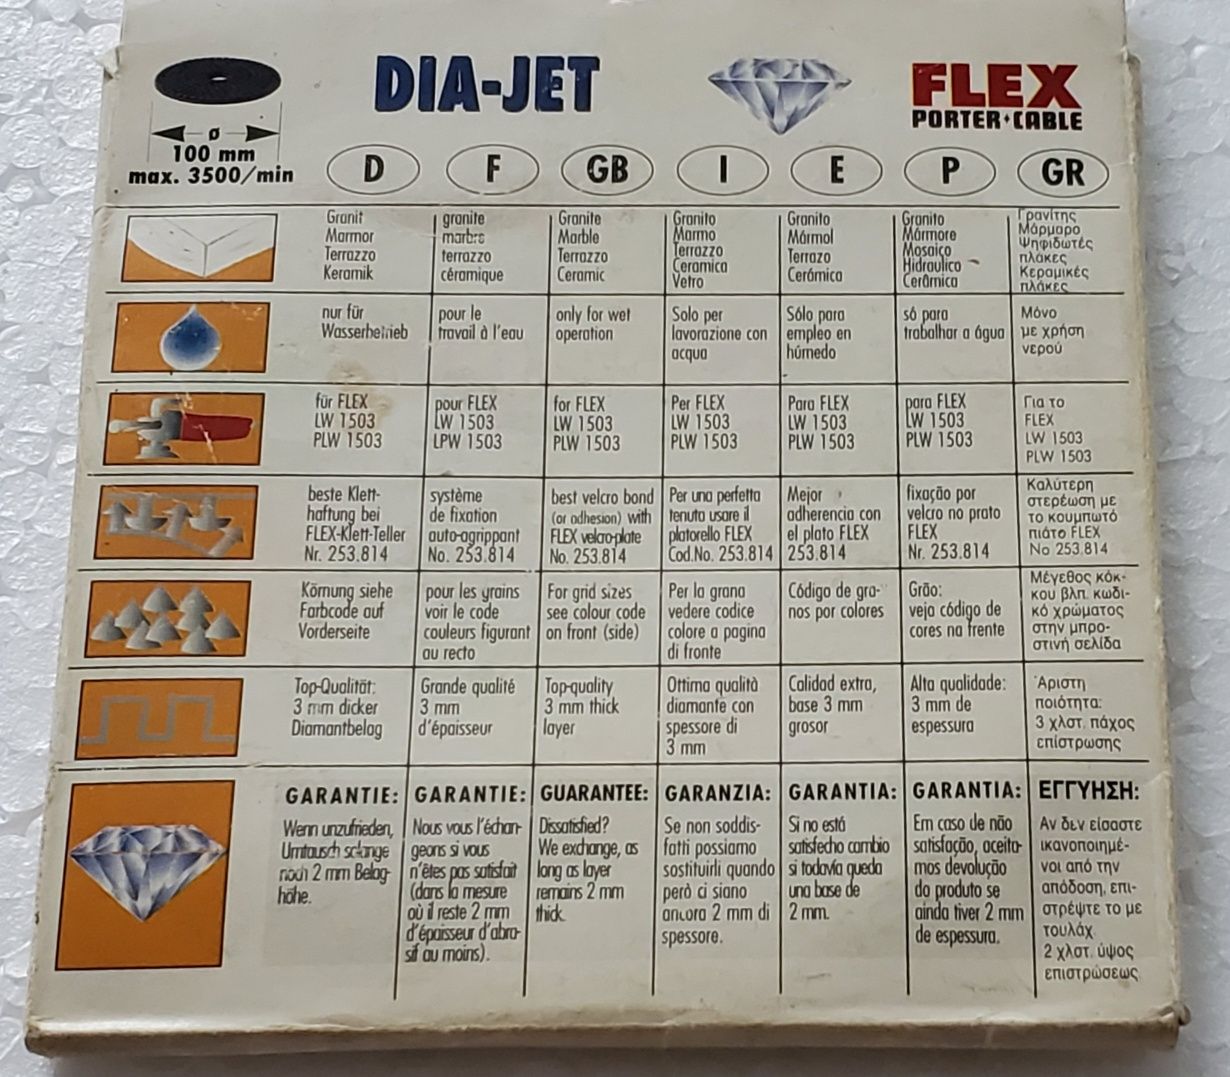 DIA-JET
FLEX
PORTER+CABLE
ø
100 mm
max. 3500/min
D
F
GB
I
E
P
GR
Granit
Marmor
Terrazzo
Keramik
granite
marbre
terrazzo
céramique
Granite
Marble
Terrazzo
Ceramic
Granito
Marmo
Terrazzo
Ceramica
Vetro
Granito
Mármol
Terrazo
Cerámica
Granito
Mármore
Mosaico
Hidraulico
Cerâmica
Γρανίτης
Μάρμαρο
Ψηφιδωτές
πλάκες
Κεραμικές
πλάκες
nur für
Wasserbetrieb
pour le
travail à l'eau
only for wet
operation
Solo per
lavorazione con
acqua
Sólo para
empleo en
húmedo
só para
trabalhar a água
Μόνο
με χρήση
νερού
für FLEX
LW 1503
PLW 1503
pour FLEX
LW 1503
LPW 1503
for FLEX
LW 1503
PLW 1503
Per FLEX
LW 1503
PLW 1503
Para FLEX
LW 1503
PLW 1503
para FLEX
LW 1503
PLW 1503
Για το
FLEX
LW 1503
PLW 1503
beste Klett-
haftung bei
FLEX-Klett-Teller
Nr. 253.814
système
de fixation
auto-agrippant
No. 253.814
best velcro bond
(or adhesion) with
FLEX velcro-plate
No. 253.814
Per una perfetta
tenuta usare il
platorello FLEX
Cod.No. 253.814
Mejor
adherencia con
el plato FLEX
253.814
fixação por
velcro no prato
FLEX
Nr. 253.814
Καλύτερη
στερέωση με
το κουμπωτό
πιάτο FLEX
No 253.814
Körnung siehe
Farbcode auf
Vorderseite
pour les grains
voir le code
couleurs figurant
au recto
For grid sizes
see colour code
on front (side)
Per la grana
vedere codice
colore a pagina
di fronte
Código de gra-
nos por colores
Grão:
veja código de
cores na frente
Μέγεθος κόκ-
κου βλπ. κωδι-
κό χρώματος
στην μπρο-
στινή σελίδα
Top-Qualität:
3 mm dicker
Diamantbelag
Grande qualité
3 mm
d'épaisseur
Top-quality
3 mm thick
layer
Ottima qualità
diamante con
spessore di
3 mm
Calidad extra,
base 3 mm
grosor
Alta qualidade:
3 mm de
espessura
Άριστη
ποιότητα:
3 χλστ. πάχος
επίστρωσης
GARANTIE:
Wenn unzufrieden,
Umtausch solange
noch 2 mm Belag-
höhe.
GARANTIE:
Nous vous l'échan-
geons si vous
n'êtes pas satisfait
(dans la mesure
où il reste 2 mm
d'épaisseur d'abra-
sif au moins).
GUARANTEE:
Dissatisfied?
We exchange, as
long as layer
remains 2 mm
thick.
GARANZIA:
Se non soddis-
fatti possiamo
sostituirli quando
però ci siano
ancora 2 mm di
spessore.
GARANTIA:
Si no está
satisfecho cambio
si todavía queda
una base de
2 mm.
GARANTIA:
Em caso de não
satisfação, aceita-
mos devolução
do produto se
ainda tiver 2 mm
de espessura.
ΕΓΓΥΗΣΗ:
Αν δεν είσαστε
ικανοποιημέ-
νοι από την
απόδοση, επι-
στρέψτε το με
τουλάχ.
2 χλστ. ύψος
επιστρώσεως